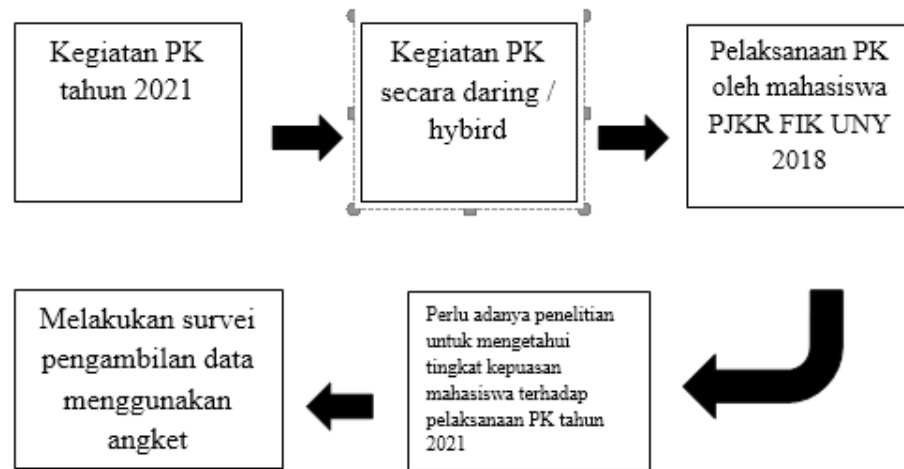 Kegiatan PK
tahun 2021
Kegiatan PK
secara daring /
hybird
Pelaksanaan PK
oleh mahasiswa
PJKR FIK UNY
2018
Perlu adanya penelitian
untuk mengetahui
tingkat kepuasan
mahasiswa terhadap
pelaksanaan PK tahun
2021
Melakukan survei
pengambilan data
menggunakan
angket